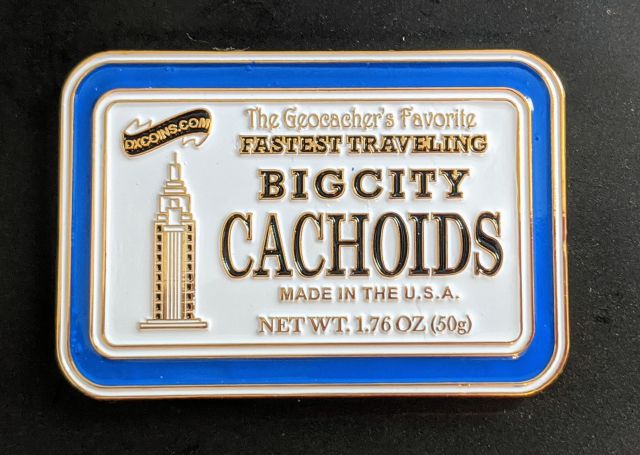 DXCOINS.COM
The Geocacher's Favorite
FASTEST TRAVELING
BIGCITY
CACHOIDS
MADE IN THE U.S.A.
NET WT. 1.76 OZ (50g)